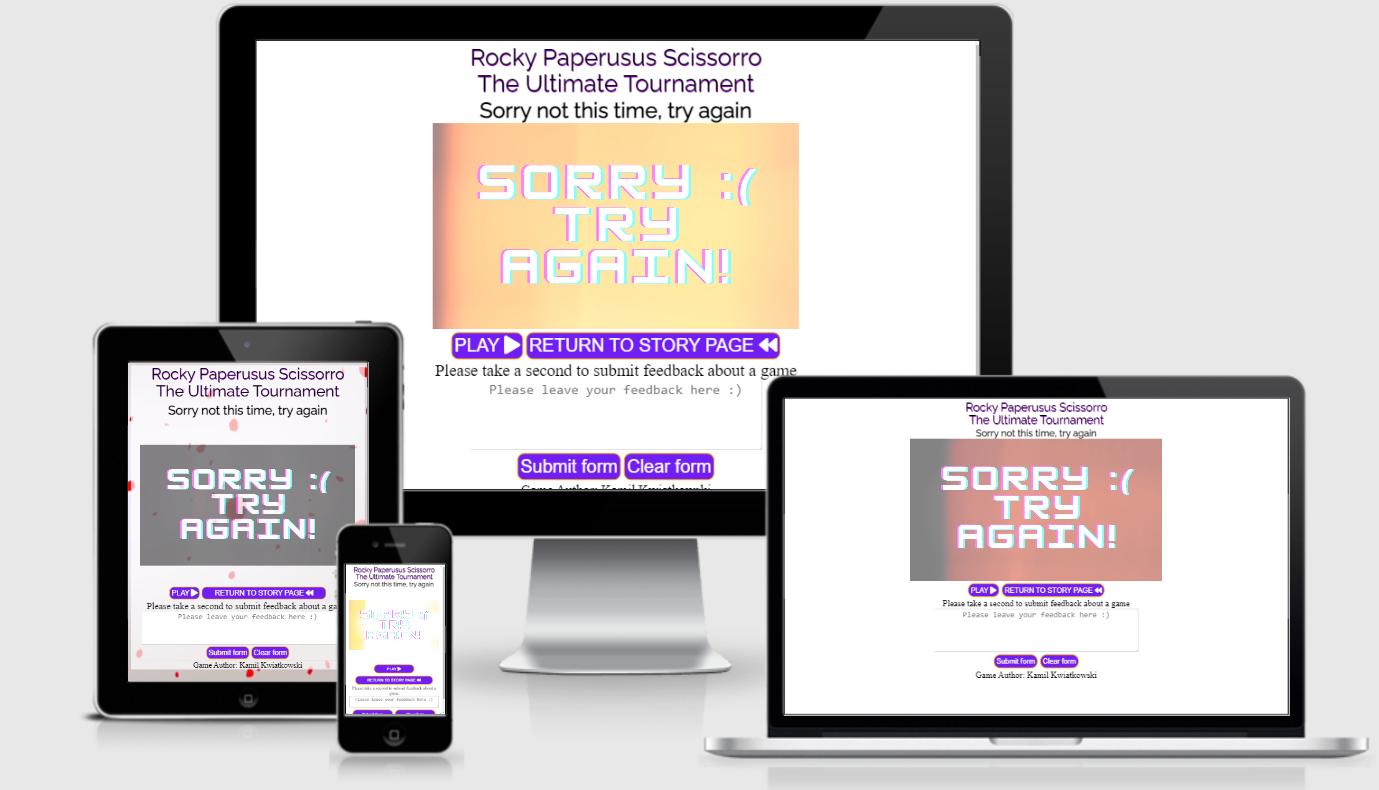 Rocky Paperusus Scissorro
The Ultimate Tournament
Sorry not this time, try again
SORRY :(
TRY
AGAIN!
PLAY RETURN TO STORY PAGE
Please take a second to submit feedback about a game
Please leave your feedback here :)
Submit form Clear form
Game Author: Kamil Kwiatkowski
Rocky Paperusus Scissorro
The Ultimate Tournament
Sorry not this time, try again
SORRY :(
TRY
AGAIN!
PLAY RETURN TO STORY PAGE
Please take a second to submit feedback about a ga
Please leave your feedback here :)
Submit form Clear form
Game Author: Kamil Kwiatkowski
Rocky Paperusus Scissorro
The Ultimate Tournament
Sorry not this time, try again
TRY
AGAIN!
PLAY
RETURN TO STORY PAGE
Please take a second to submit feedback about a
game
Please leave your feedback here :)
Rocky Paperusus Scissorro
The Ultimate Tournament
Sorry not this time, try again
SORRY :(
TRY
AGAIN!
PLAY RETURN TO STORY PAGE
Please take a second to submit feedback about a game
Please leave your feedback here :)
Submit form Clear form
Game Author: Kamil Kwiatkowski